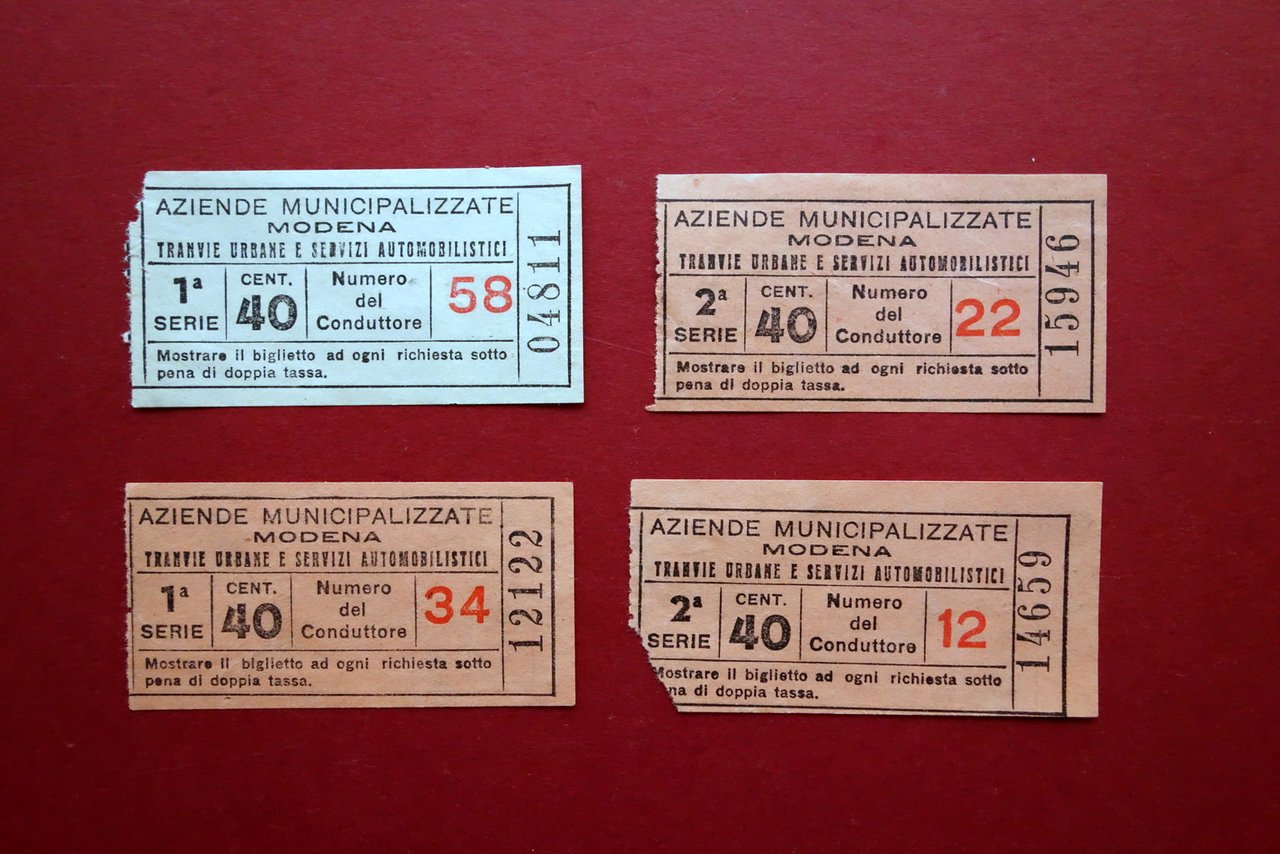 AZIENDE MUNICIPALIZZATE
MODENA
TRANVIE URBANE E SERVIZI AUTOMOBILISTICI
1ª SERIE
CENT. 40
Numero del Conduttore
58
Mostrare il biglietto ad ogni richiesta sotto
pena di doppia tassa.
04811
AZIENDE MUNICIPALIZZATE
MODENA
TRANVIE URBANE E SERVIZI AUTOMOBILISTICI
2ª SERIE
CENT. 40
Numero del Conduttore
22
Mostrare il biglietto ad ogni richiesta sotto
pena di doppia tassa.
15946
AZIENDE MUNICIPALIZZATE
MODENA
TRANVIE URBANE E SERVIZI AUTOMOBILISTICI
1ª SERIE
CENT. 40
Numero del Conduttore
34
Mostrare il biglietto ad ogni richiesta sotto
pena di doppia tassa.
12122
AZIENDE MUNICIPALIZZATE
MODENA
TRANVIE URBANE E SERVIZI AUTOMOBILISTICI
2ª SERIE
CENT. 40
Numero del Conduttore
12
Mostrare il biglietto ad ogni richiesta sotto
na di doppia tassa.
14659